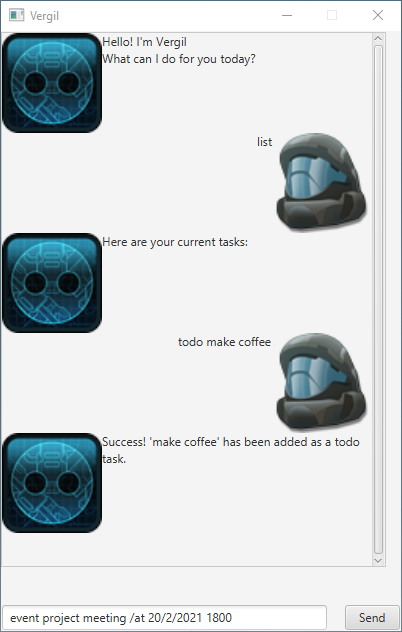 Vergil
Hello! I'm Vergil
What can I do for you today?
list
Here are your current tasks:
todo make coffee
Success! 'make coffee' has been added as a todo
task.
event project meeting /at 20/2/2021 1800
Send